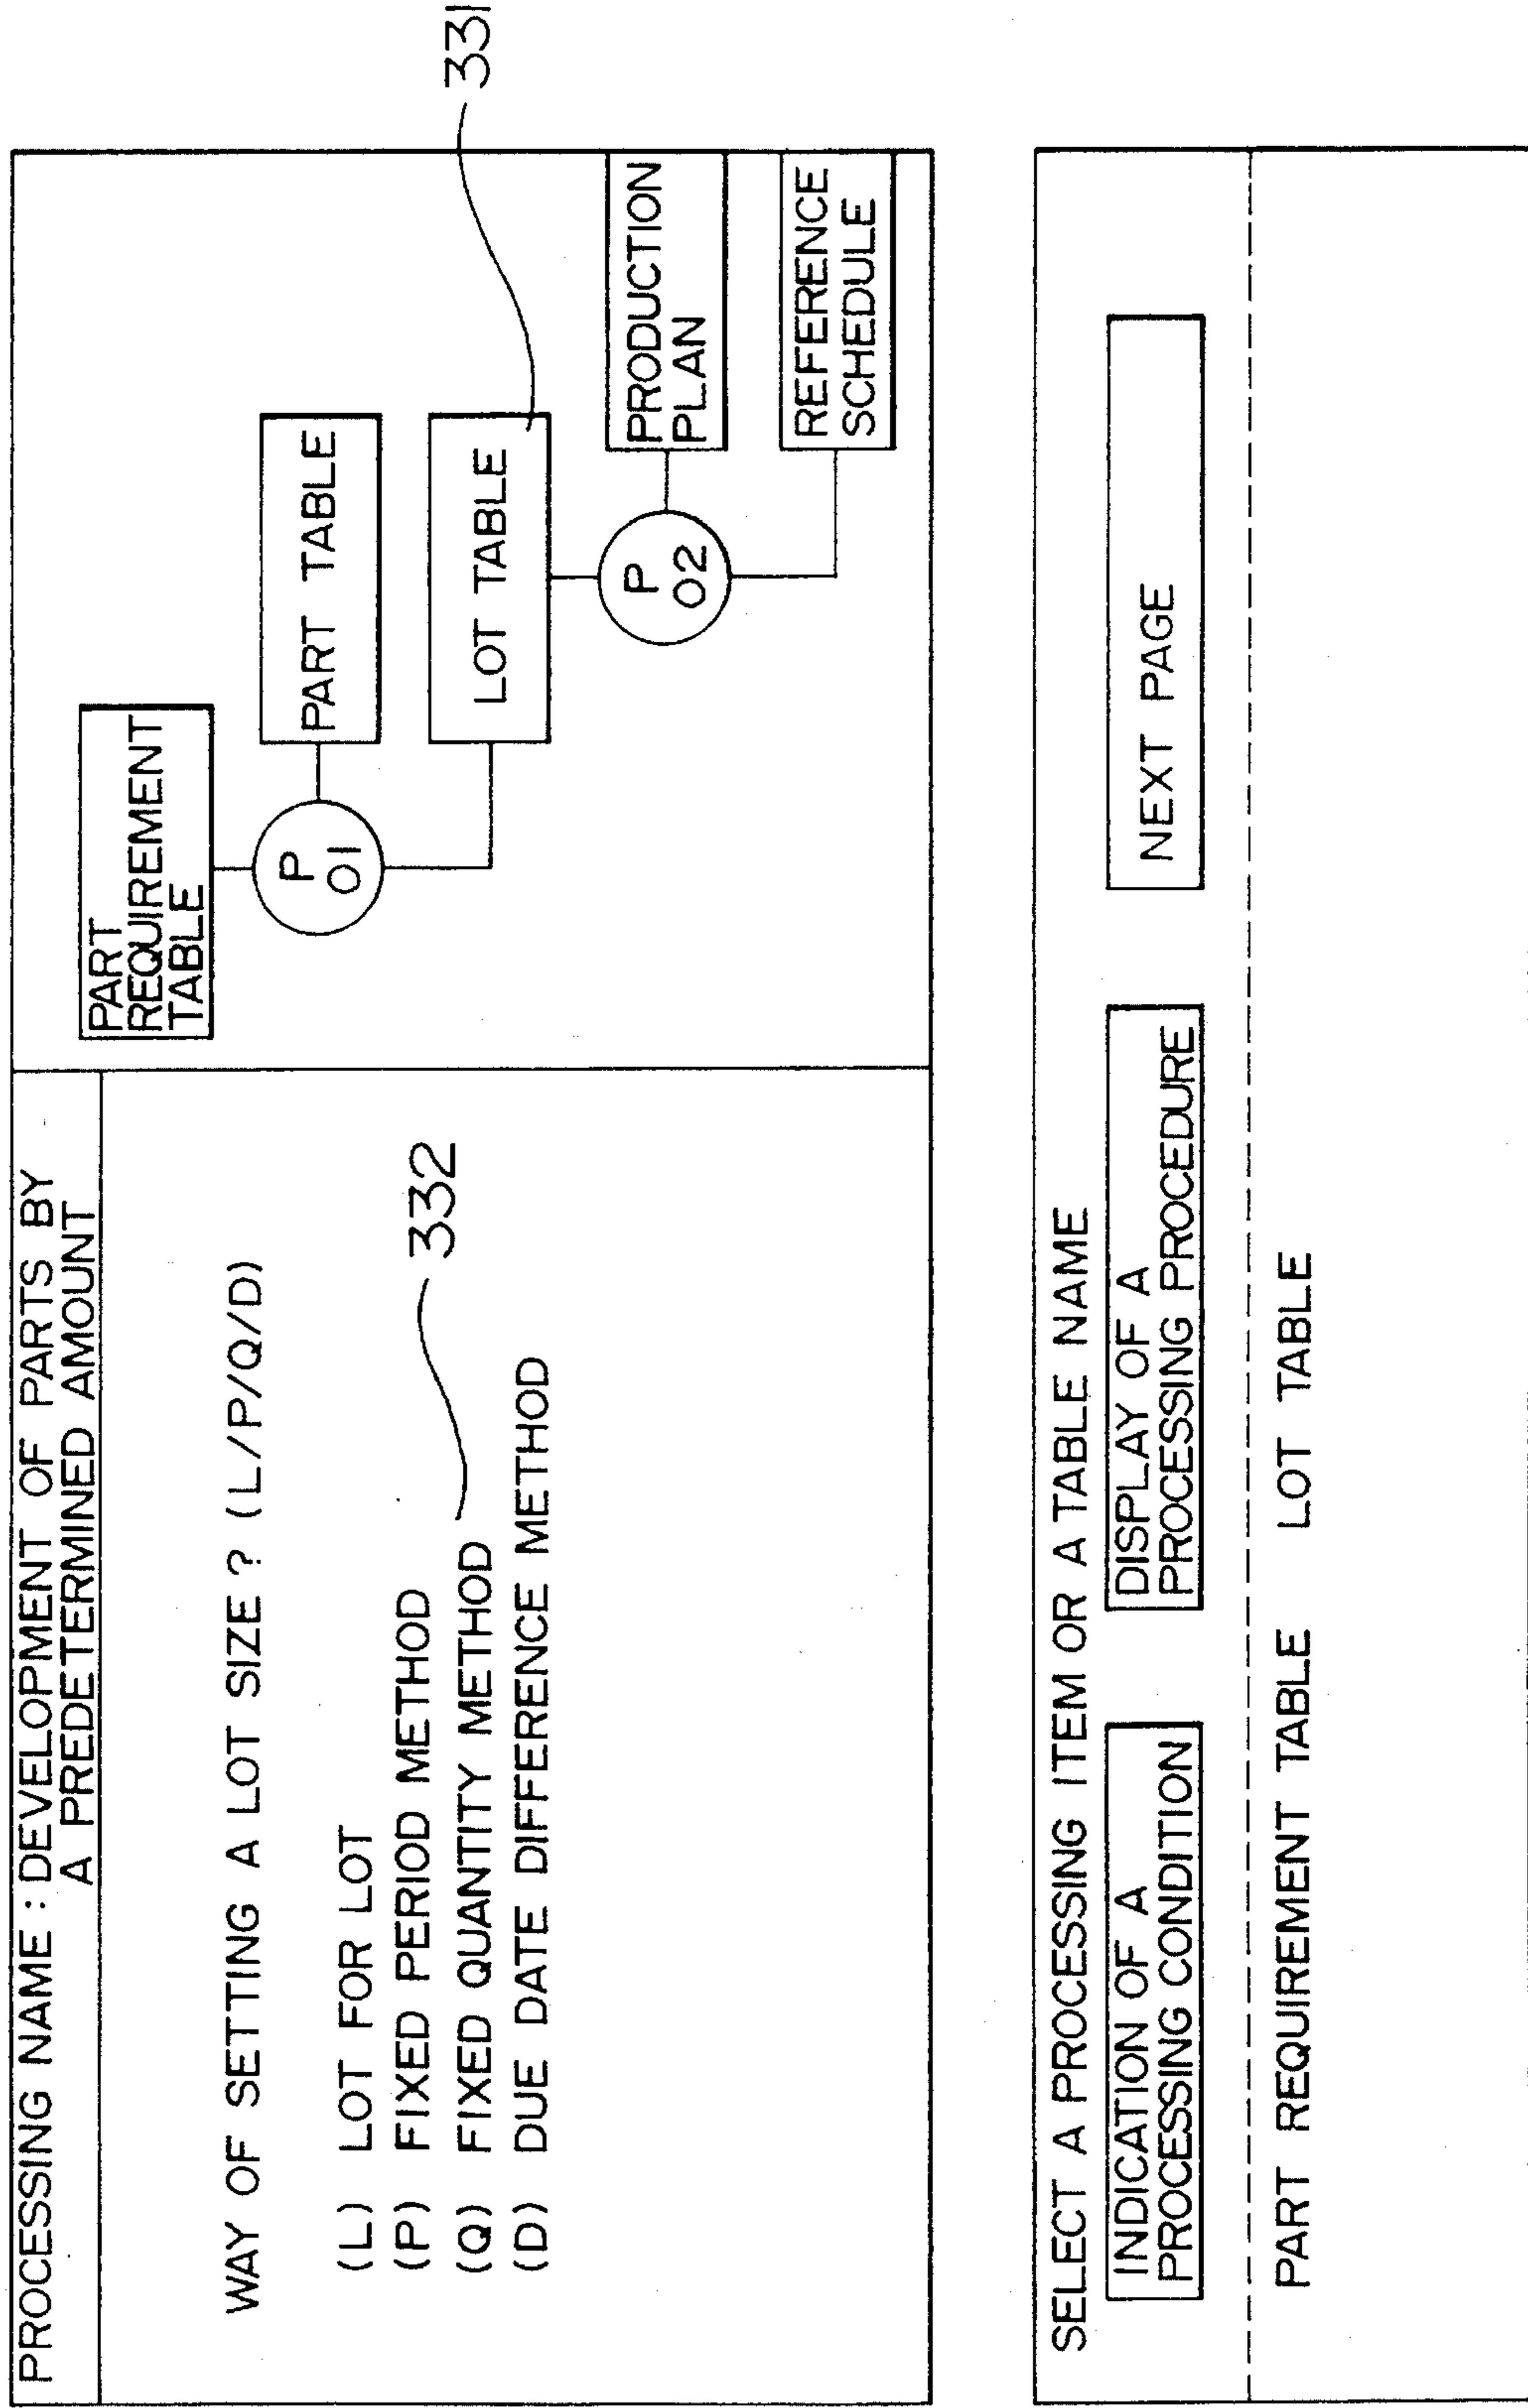 PROCESSING NAME : DEVELOPMENT OF PARTS BY
A PREDETERMINED AMOUNT
WAY OF SETTING A LOT SIZE ? (L/P/Q/D)
(L) LOT FOR LOT
(P) FIXED PERIOD METHOD
(Q) FIXED QUANTITY METHOD
(D) DUE DATE DIFFERENCE METHOD
332
PART
REQUIREMENT
TABLE
P
01
PART TABLE
LOT TABLE
331
P
02
PRODUCTION
PLAN
REFERENCE
SCHEDULE
SELECT A PROCESSING ITEM OR A TABLE NAME
INDICATION OF A
PROCESSING CONDITION
DISPLAY OF A
PROCESSING PROCEDURE
NEXT PAGE
PART REQUIREMENT TABLE LOT TABLE